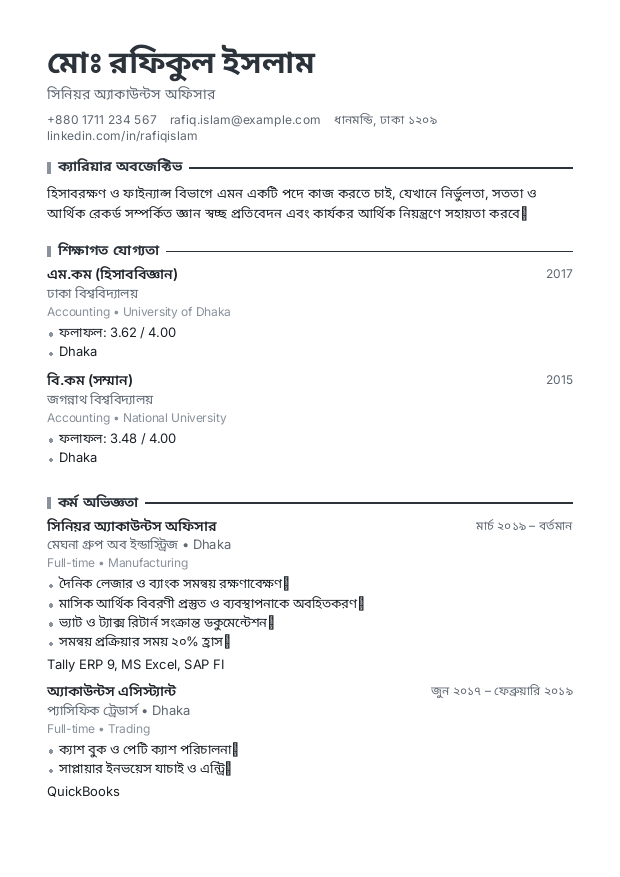 মোঃ রফিকুল ইসলাম
সিনিয়র অ্যাকাউন্টস অফিসার
+880 1711 234 567 rafiq.islam@example.com ধানমন্ডি, ঢাকা ১২০৯
linkedin.com/in/rafiqislam
ক্যারিয়ার অবজেক্টিভ
হিসাবরক্ষণ ও ফাইন্যান্স বিভাগে এমন একটি পদে কাজ করতে চাই, যেখানে নির্ভুলতা, সততা ও
আর্থিক রেকর্ড সম্পর্কিত জ্ঞান স্বচ্ছ প্রতিবেদন এবং কার্যকর আর্থিক নিয়ন্ত্রণে সহায়তা করবে
শিক্ষাগত যোগ্যতা
এম.কম (হিসাববিজ্ঞান) 2017
ঢাকা বিশ্ববিদ্যালয়
Accounting • University of Dhaka
• ফলাফল: 3.62 / 4.00
• Dhaka
বি.কম (সম্মান) 2015
জগন্নাথ বিশ্ববিদ্যালয়
Accounting • National University
• ফলাফল: 3.48 / 4.00
• Dhaka
কর্ম অভিজ্ঞতা
সিনিয়র অ্যাকাউন্টস অফিসার মার্চ ২০১৯ – বর্তমান
মেঘনা গ্রুপ অব ইন্ডাস্ট্রিজ • Dhaka
Full-time • Manufacturing
• দৈনিক লেজার ও ব্যাংক সমন্বয় রক্ষণাবেক্ষণ
• মাসিক আর্থিক বিবরণী প্রস্তুত ও ব্যবস্থাপনাকে অবহিতকরণ
• ভ্যাট ও ট্যাক্স রিটার্ন সংক্রান্ত ডকুমেন্টেশন
• সমন্বয় প্রক্রিয়ার সময় ২০% হ্রাস
Tally ERP 9, MS Excel, SAP FI
অ্যাকাউন্টস এসিস্ট্যান্ট জুন ২০১৭ – ফেব্রুয়ারি ২০১৯
প্যাসিফিক ট্রেডার্স • Dhaka
Full-time • Trading
• ক্যাশ বুক ও পেটি ক্যাশ পরিচালনা
• সাপ্লায়ার ইনভয়েস যাচাই ও এন্ট্রি
QuickBooks